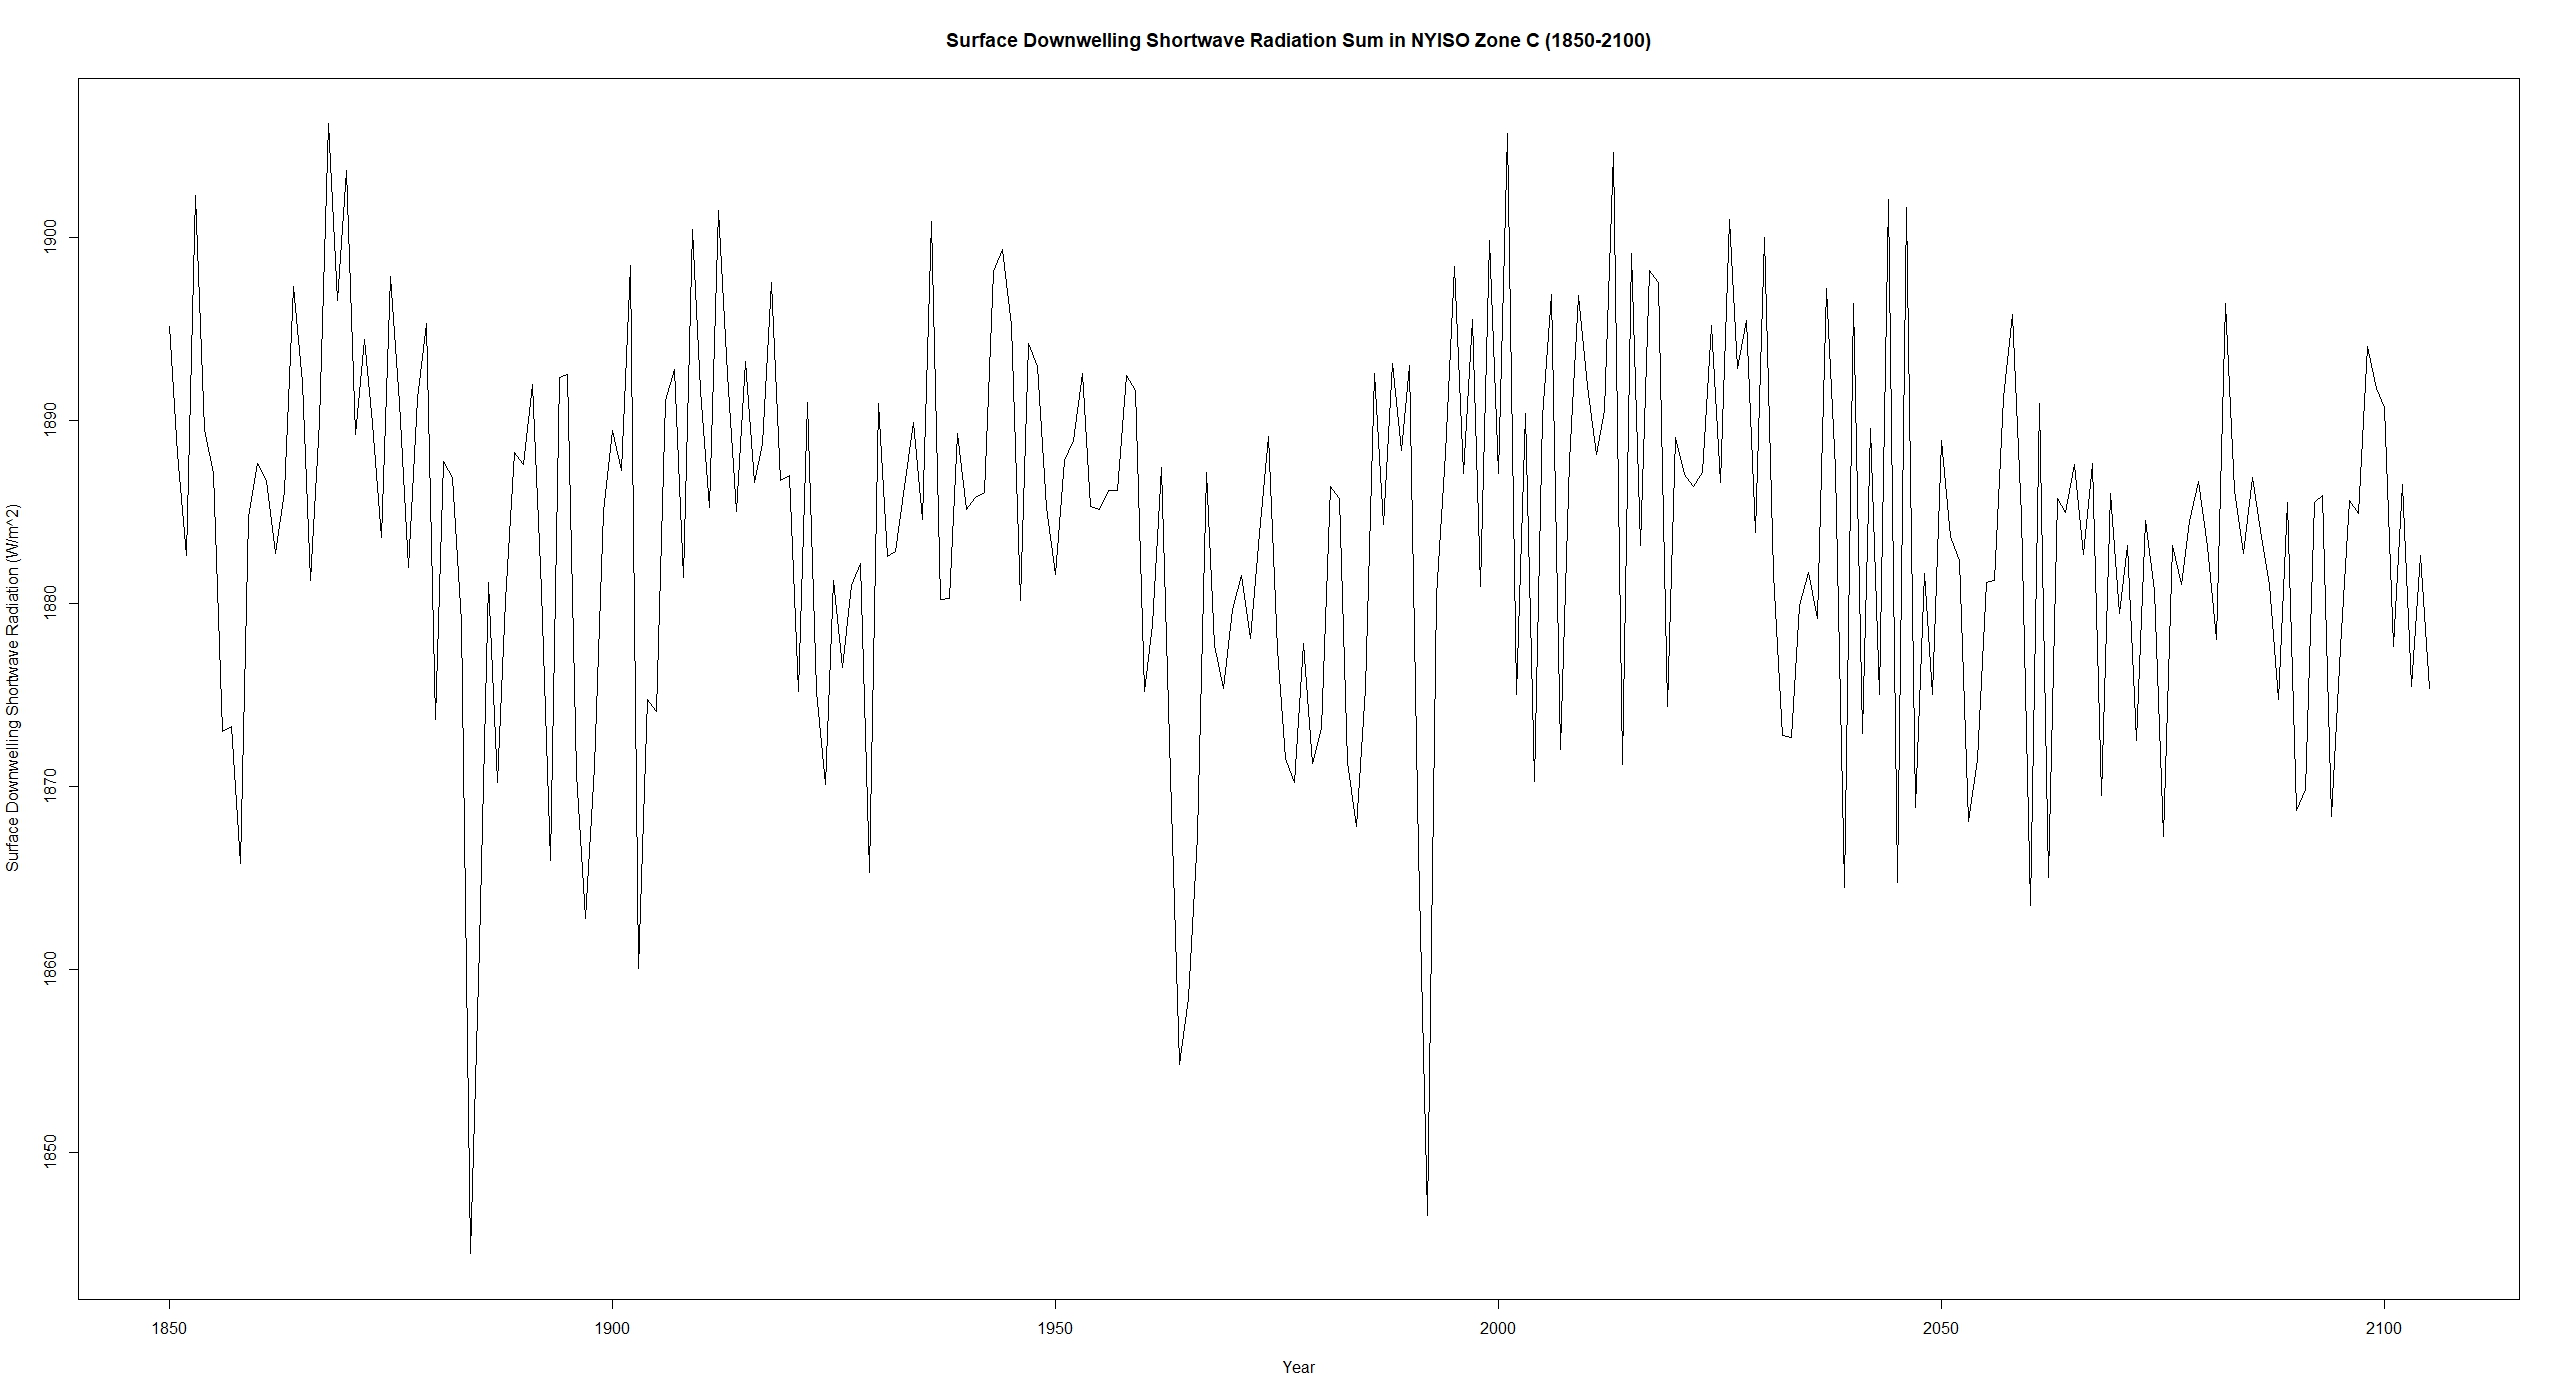 Surface Downwelling Shortwave Radiation Sum in NYISO Zone C (1850-2100)
Surface Downwelling Shortwave Radiation (W/m^2)
1900
1890
1880
1870
1860
1850
1850 1900 1950 2000 2050 2100
Year